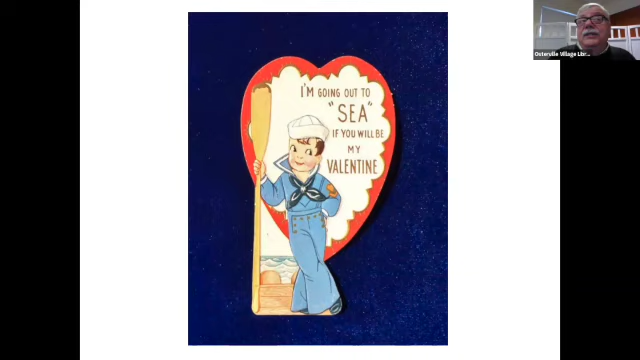 I'M GOING OUT TO
"SEA"
IF YOU WILL BE
MY
VALENTINE
Osterville Village Libr...